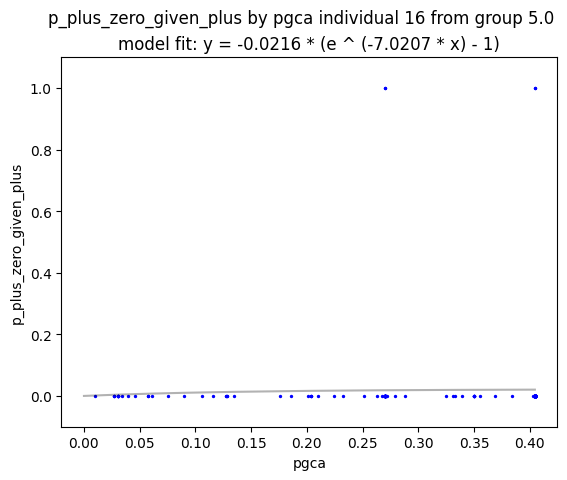 p_plus_zero_given_plus by pgca individual 16 from group 5.0
model fit: y = -0.0216 * (e ^ (-7.0207 * x) - 1)
1.0
0.8
0.6
0.4
0.2
0.0
p_plus_zero_given_plus
0.00 0.05 0.10 0.15 0.20 0.25 0.30 0.35 0.40
pgca